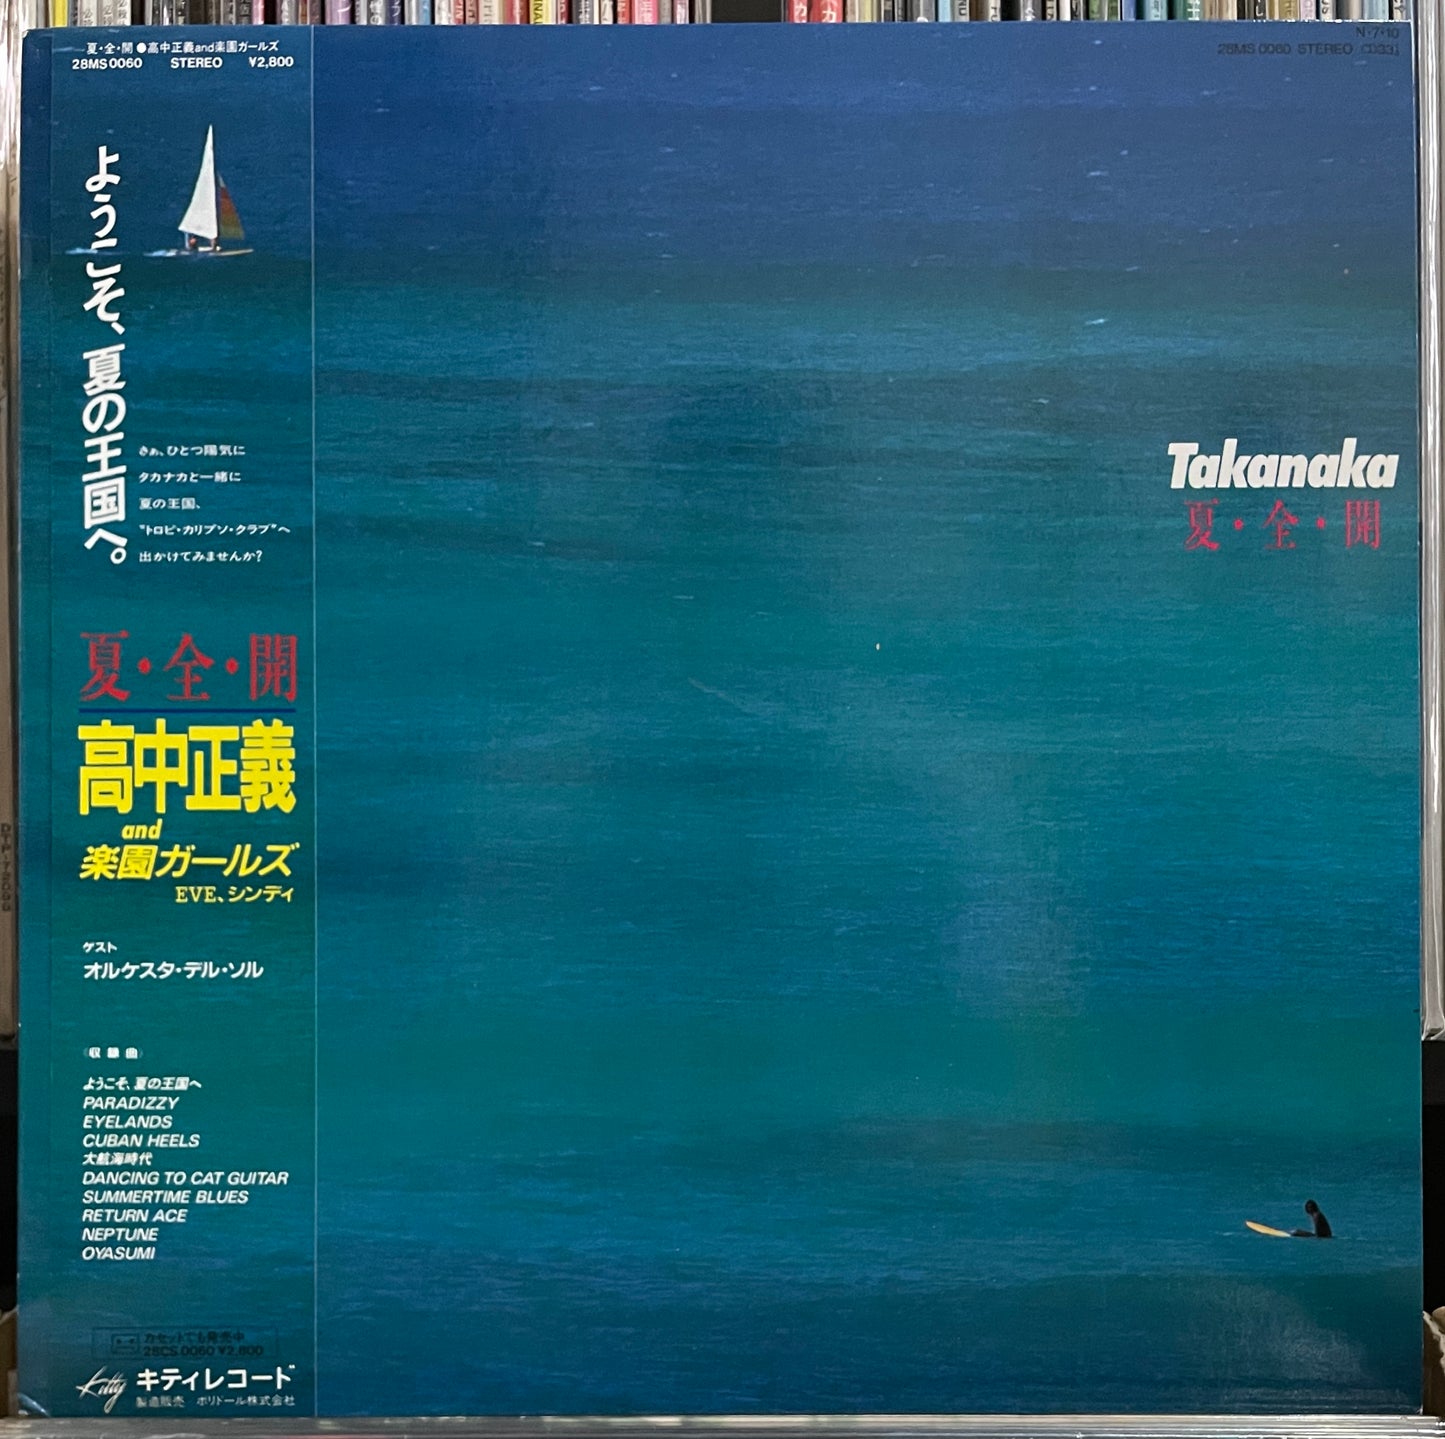 夏・全・開●高中正義and楽園ガールズ
28MS 0060 STEREO ¥2,800
ようこそ、夏の王国へ。
さぁ、ひとつ陽気に
タカナカと一緒に
夏の王国、
"トロピ・カリプソ・クラブ"へ
出かけてみませんか?
夏・全・開
高中正義
and
楽園ガールズ
EVE、シンディ
ゲスト
オルケスタ・デル・ソル
〈収録曲〉
ようこそ、夏の王国へ
PARADIZZY
EYELANDS
CUBAN HEELS
大航海時代
DANCING TO CAT GUITAR
SUMMERTIME BLUES
RETURN ACE
NEPTUNE
OYASUMI
カセットでも発売中
28CS 0060 ¥2,800
Kitty キティレコード
製造販売 ポリドール株式会社
N・7・10
28MS 0060 STEREO
Takanaka
夏・全・開